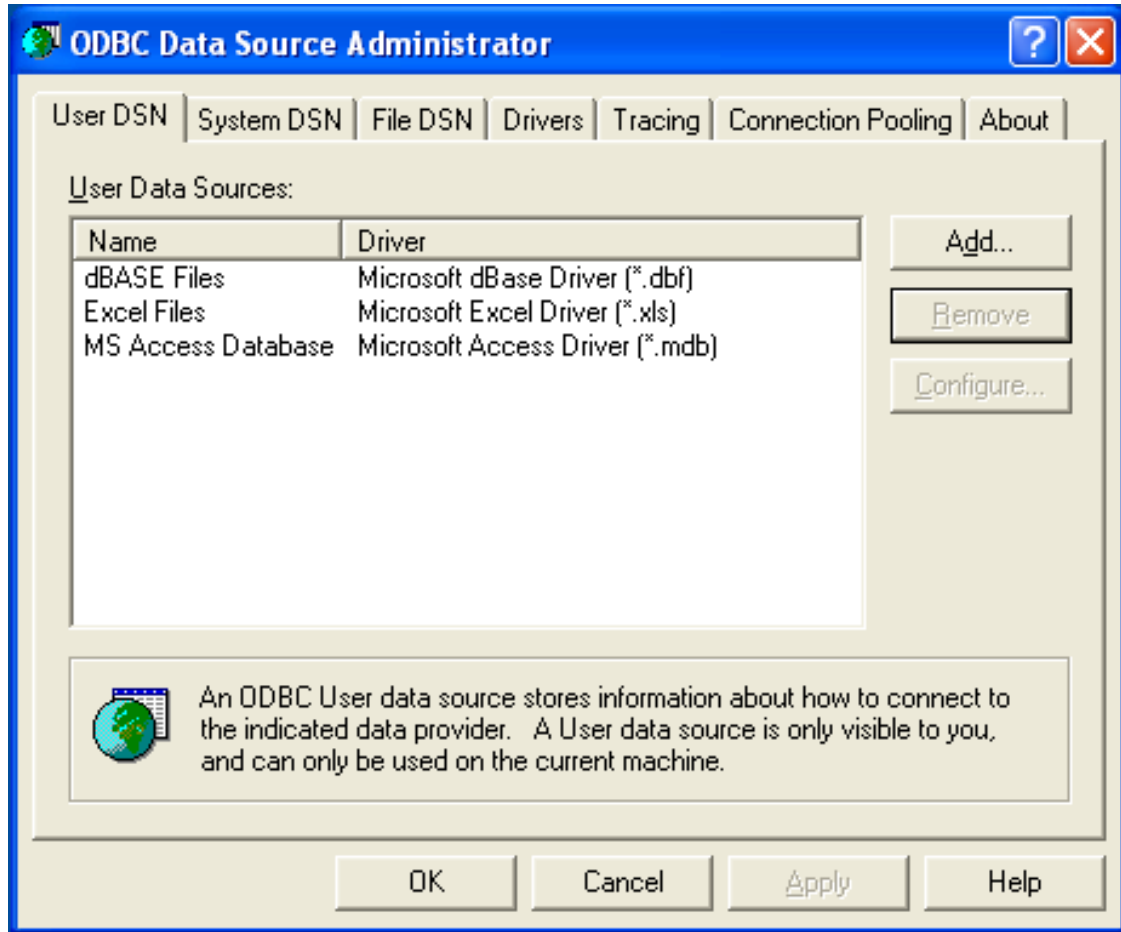 ODBC Data Source Administrator
User DSN System DSN File DSN Drivers Tracing Connection Pooling About
User Data Sources:
Name Driver
dBASE Files Microsoft dBase Driver (*.dbf)
Excel Files Microsoft Excel Driver (*.xls)
MS Access Database Microsoft Access Driver (*.mdb)
Add...
Remove
Configure...
An ODBC User data source stores information about how to connect to
the indicated data provider. A User data source is only visible to you,
and can only be used on the current machine.
OK Cancel Apply Help